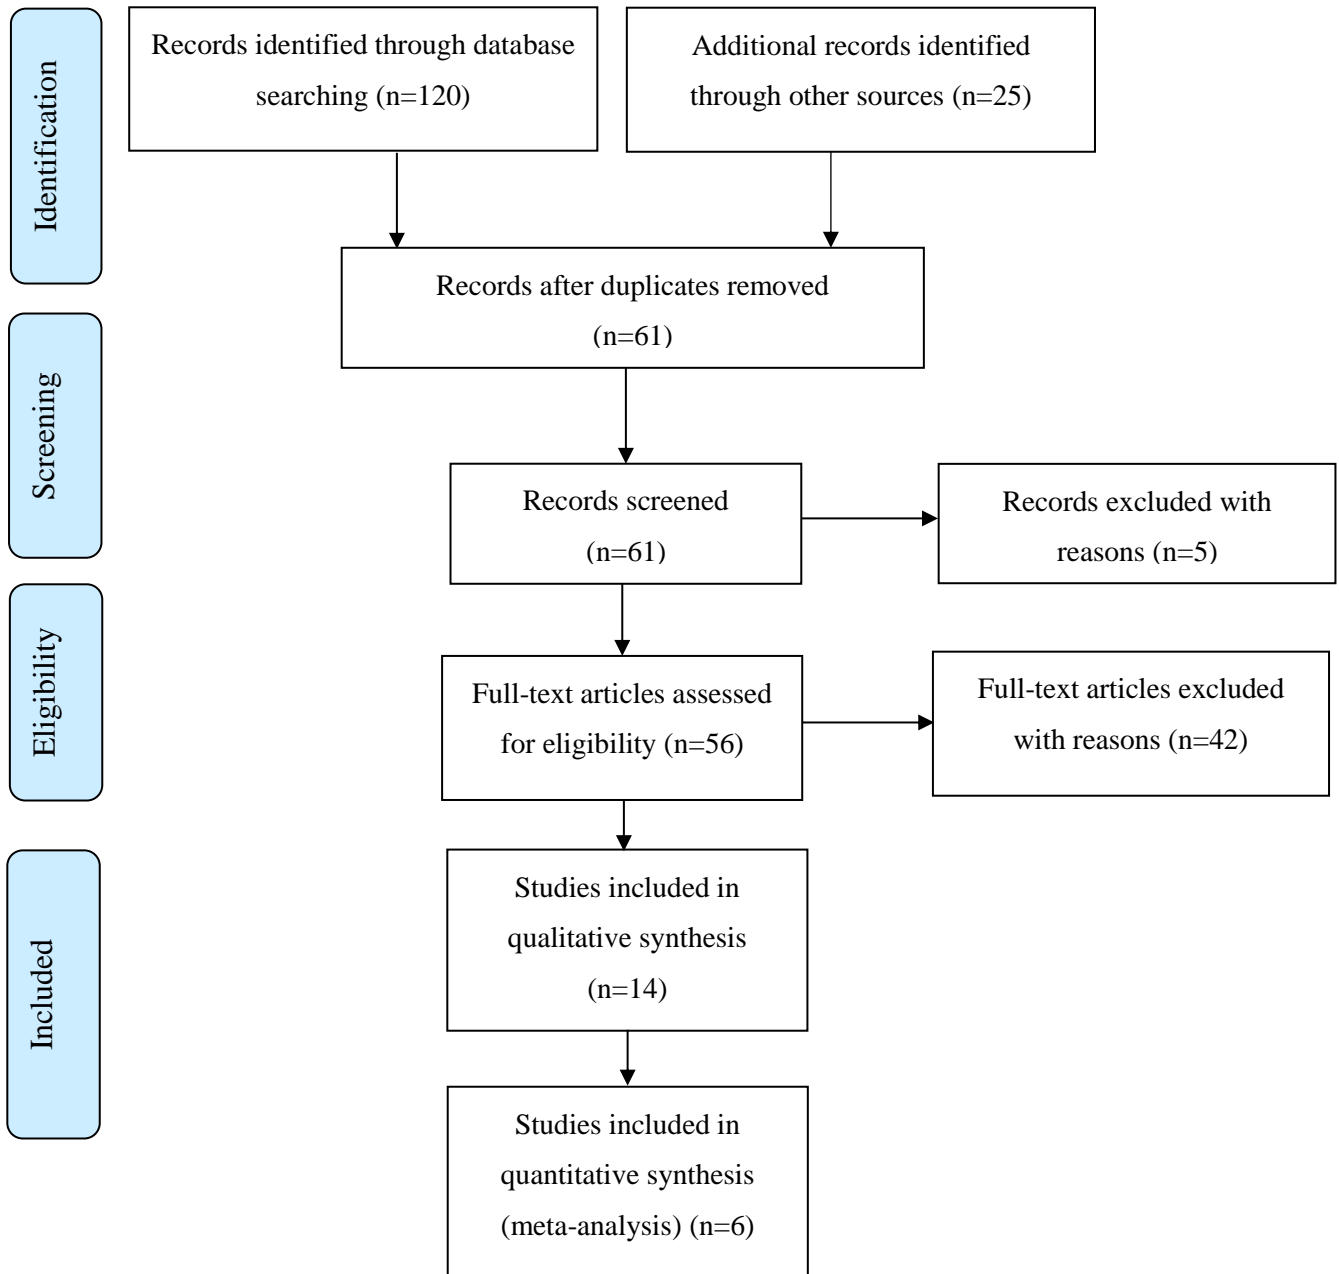 Identification
Records identified through database
searching (n=120)
Additional records identified
through other sources (n=25)
Records after duplicates removed
(n=61)
Screening
Records screened
(n=61)
Records excluded with
reasons (n=5)
Eligibility
Full-text articles assessed
for eligibility (n=56)
Full-text articles excluded
with reasons (n=42)
Included
Studies included in
qualitative synthesis
(n=14)
Studies included in
quantitative synthesis
(meta-analysis) (n=6)